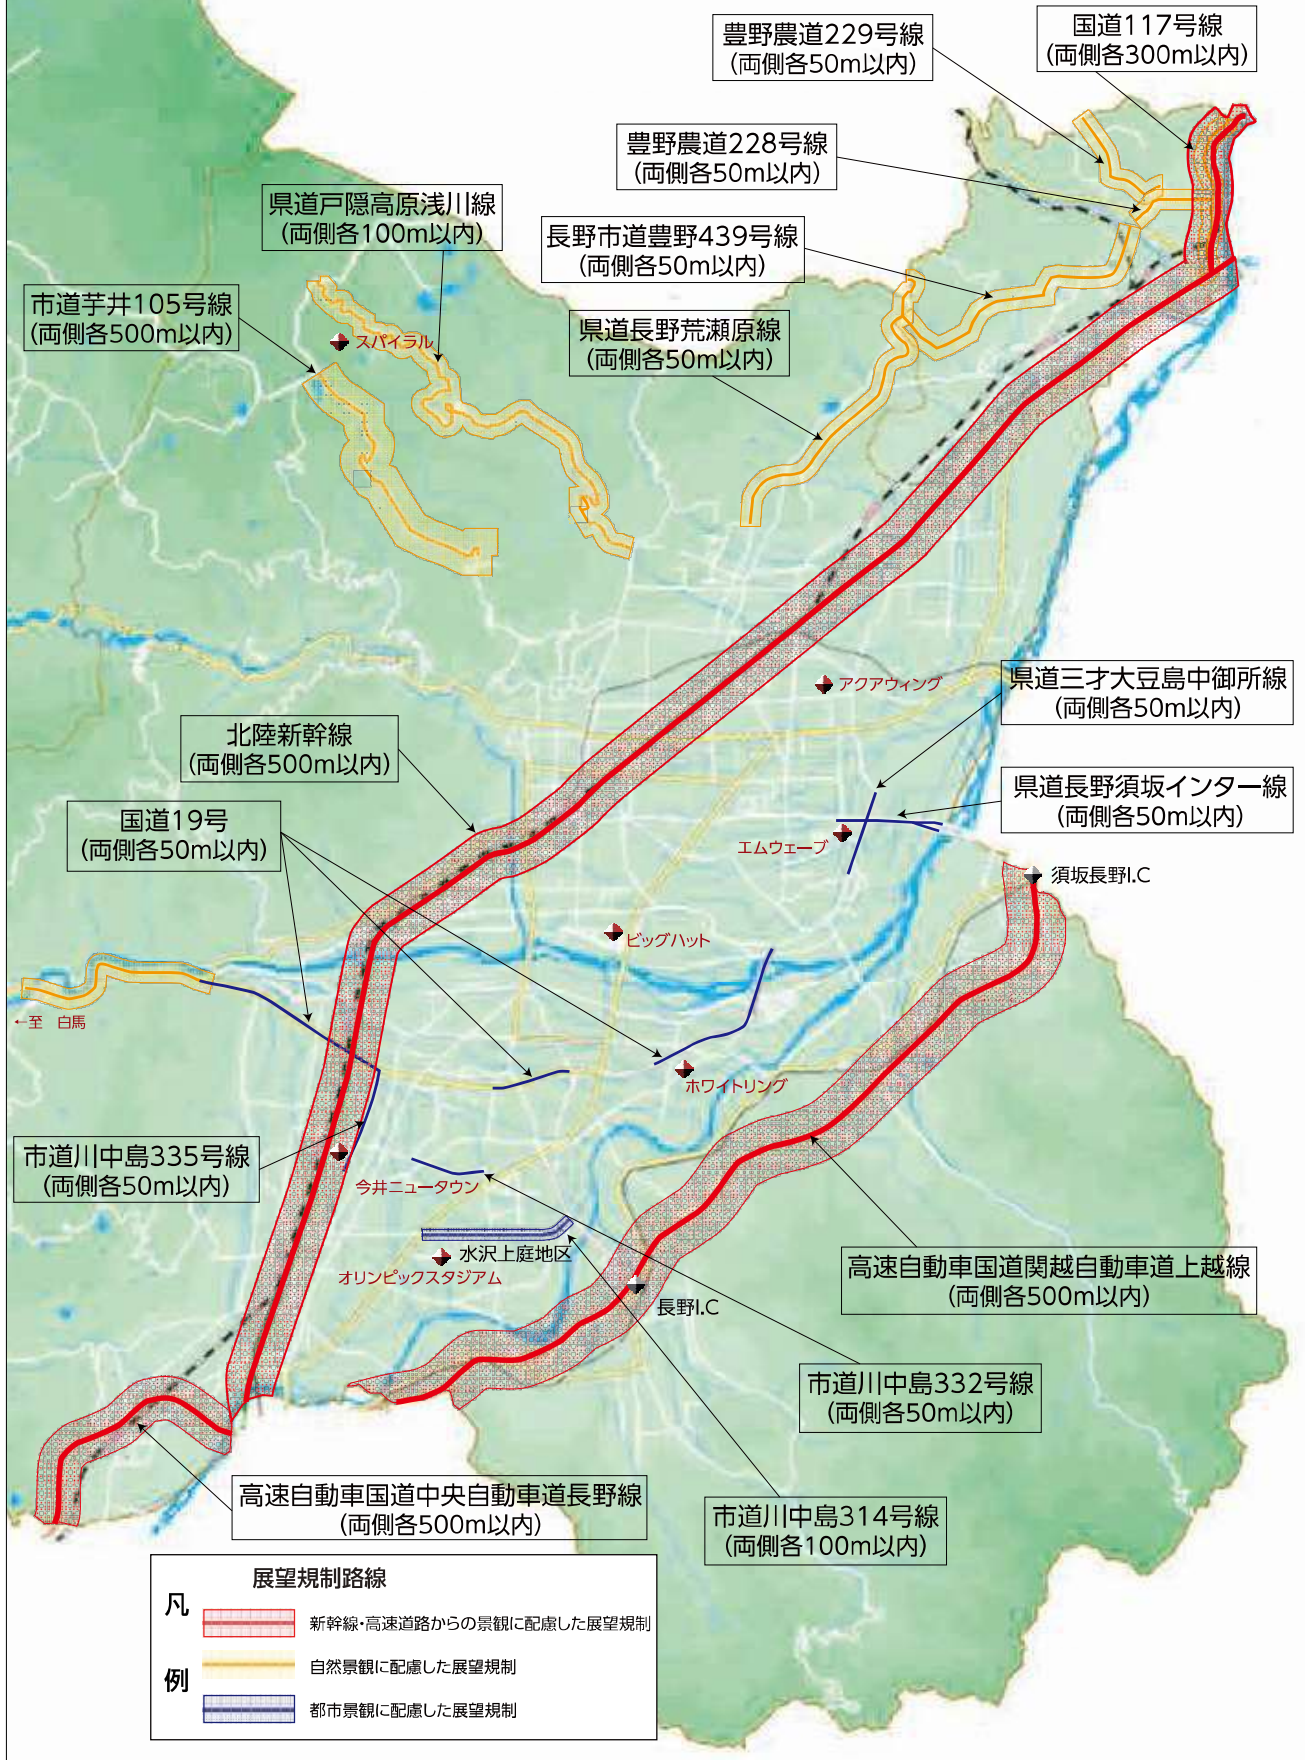 豊野農道229号線
(両側各50m以内)
国道117号線
(両側各300m以内)
豊野農道228号線
(両側各50m以内)
県道戸隠高原浅川線
(両側各100m以内)
長野市道豊野439号線
(両側各50m以内)
市道芋井105号線
(両側各500m以内)
県道長野荒瀬原線
(両側各50m以内)
スパイラル
県道三才大豆島中御所線
(両側各50m以内)
アクアウィング
北陸新幹線
(両側各500m以内)
県道長野須坂インター線
(両側各50m以内)
国道19号
(両側各50m以内)
エムウェーブ
須坂長野I.C
ビッグハット
←至 白馬
ホワイトリング
市道川中島335号線
(両側各50m以内)
今井ニュータウン
水沢上庭地区
オリンピックスタジアム
高速自動車国道関越自動車道上越線
(両側各500m以内)
長野I.C
市道川中島332号線
(両側各50m以内)
高速自動車国道中央自動車道長野線
(両側各500m以内)
市道川中島314号線
(両側各100m以内)
展望規制路線
凡
例
新幹線・高速道路からの景観に配慮した展望規制
自然景観に配慮した展望規制
都市景観に配慮した展望規制